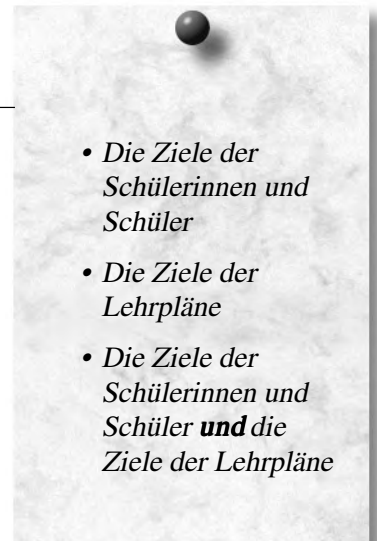 • Die Ziele der
Schülerinnen und
Schüler
• Die Ziele der
Lehrpläne
• Die Ziele der
Schülerinnen und
Schüler und die
Ziele der Lehrpläne